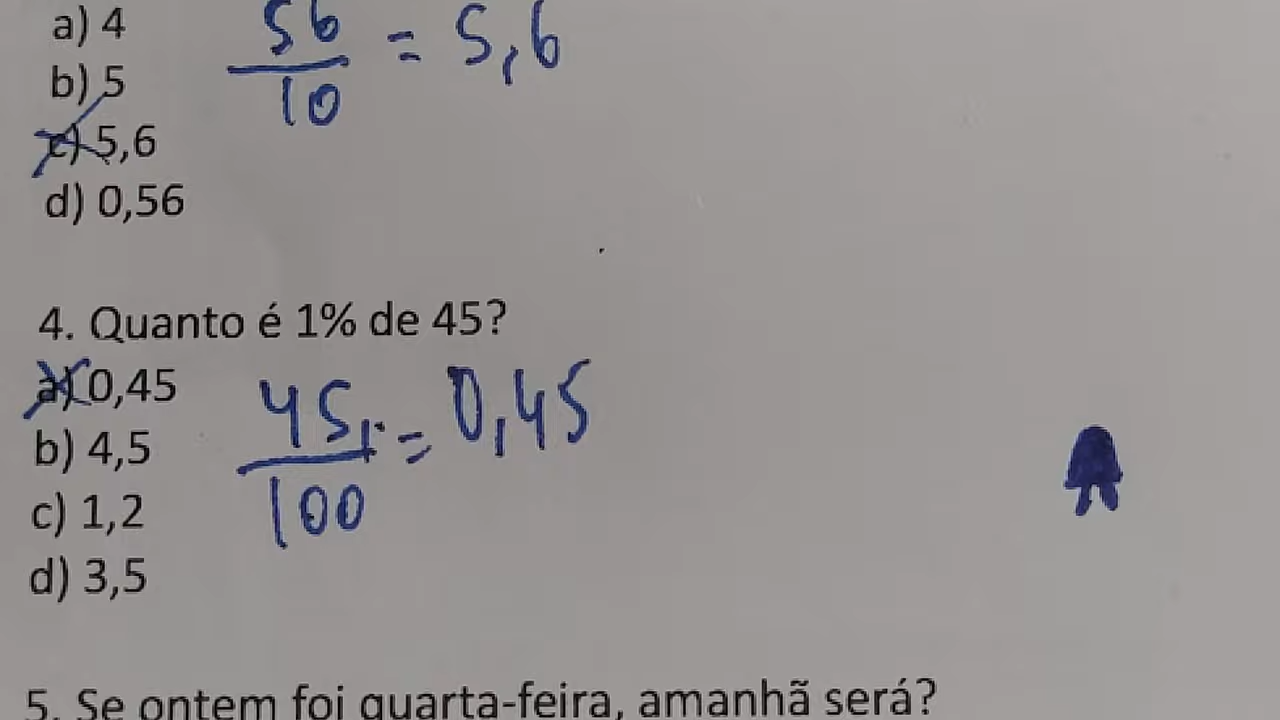 a) 4
b) 5
c) 5,6
d) 0,56
56
10
= 5,6
4. Quanto é 1% de 45?
a) 0,45
b) 4,5
c) 1,2
d) 3,5
45,
100
= 0,45
5. Se ontem foi quarta-feira, amanhã será?